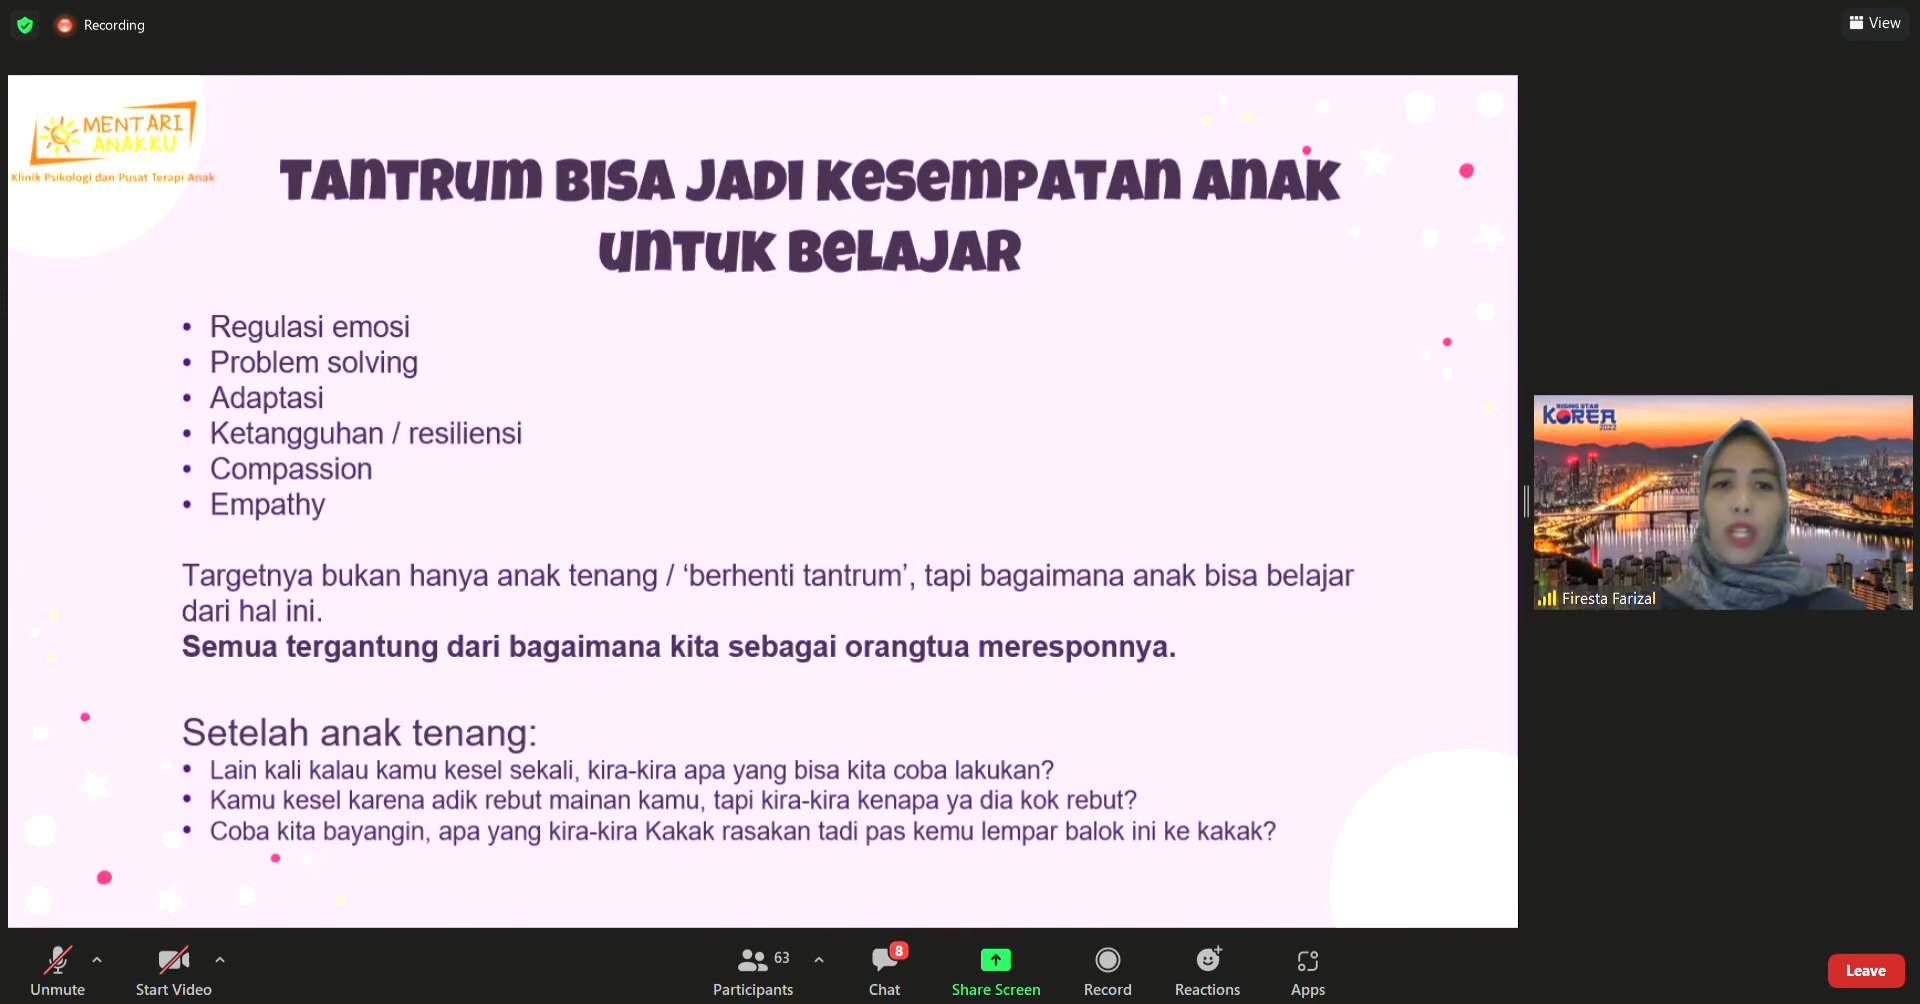 Recording
View
MENTARI
ANAKKU
Klinik Psikologi dan Pusat Terapi Anak
Tantrum Bisa Jadi Kesempatan Anak
untuk Belajar
• Regulasi emosi
• Problem solving
• Adaptasi
• Ketangguhan / resiliensi
• Compassion
• Empathy
Targetnya bukan hanya anak tenang / ‘berhenti tantrum’, tapi bagaimana anak bisa belajar
dari hal ini.
Semua tergantung dari bagaimana kita sebagai orangtua meresponnya.
Setelah anak tenang:
• Lain kali kalau kamu kesel sekali, kira-kira apa yang bisa kita coba lakukan?
• Kamu kesel karena adik rebut mainan kamu, tapi kira-kira kenapa ya dia kok rebut?
• Coba kita bayangin, apa yang kira-kira Kakak rasakan tadi pas kemu lempar balok ini ke kakak?
RISING STAR
KOREA
2022
Firesta Farizal
Unmute
Start Video
63
Participants
8
Chat
Share Screen
Record
Reactions
Apps
Leave